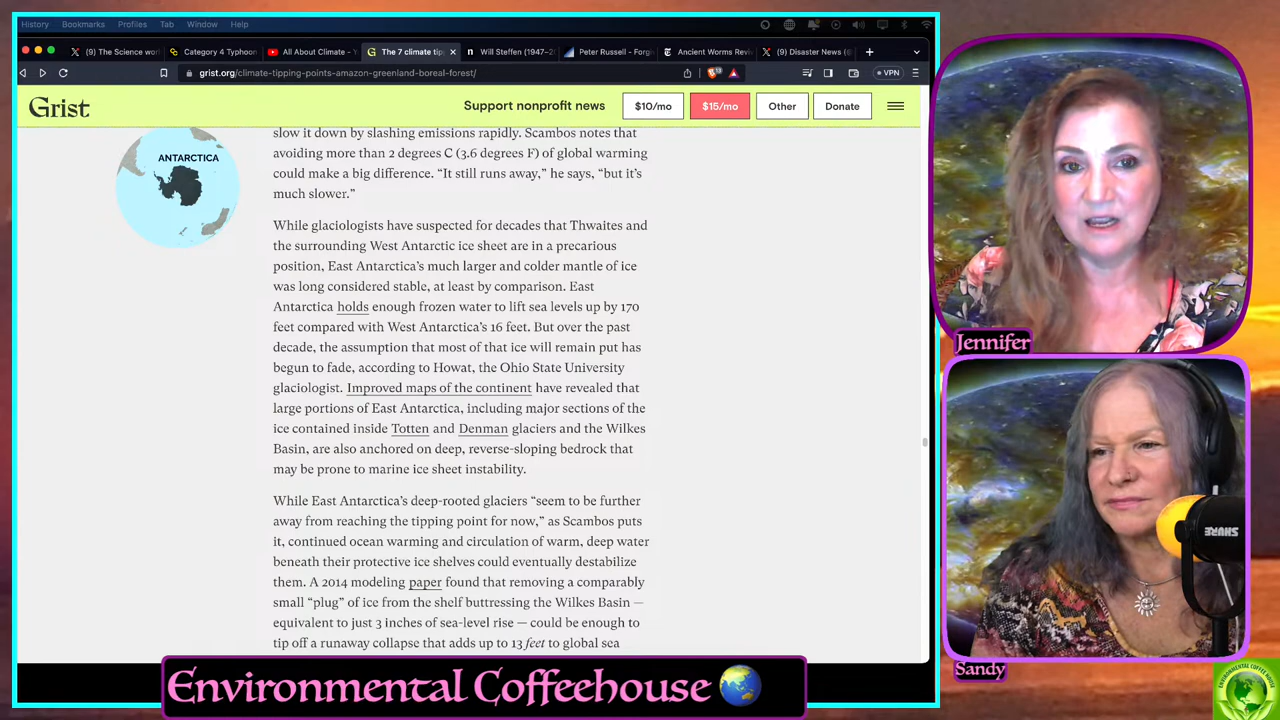 History Bookmarks Profiles Tab Window Help
(9) The Science wor
Category 4 Typhoon
All About Climate - Y
The 7 climate tip
Will Steffen (1947–2
Peter Russell - Forgi
Ancient Worms Revi
(9) Disaster News (@
grist.org/climate-tipping-points-amazon-greenland-boreal-forest/
VPN
Grist
Support nonprofit news
$10/mo
$15/mo
Other
Donate
ANTARCTICA
slow it down by slashing emissions rapidly. Scambos notes that
avoiding more than 2 degrees C (3.6 degrees F) of global warming
could make a big difference. “It still runs away,” he says, “but it’s
much slower.”
While glaciologists have suspected for decades that Thwaites and
the surrounding West Antarctic ice sheet are in a precarious
position, East Antarctica’s much larger and colder mantle of ice
was long considered stable, at least by comparison. East
Antarctica holds enough frozen water to lift sea levels up by 170
feet compared with West Antarctica’s 16 feet. But over the past
decade, the assumption that most of that ice will remain put has
begun to fade, according to Howat, the Ohio State University
glaciologist. Improved maps of the continent have revealed that
large portions of East Antarctica, including major sections of the
ice contained inside Totten and Denman glaciers and the Wilkes
Basin, are also anchored on deep, reverse-sloping bedrock that
may be prone to marine ice sheet instability.
While East Antarctica’s deep-rooted glaciers “seem to be further
away from reaching the tipping point for now,” as Scambos puts
it, continued ocean warming and circulation of warm, deep water
beneath their protective ice shelves could eventually destabilize
them. A 2014 modeling paper found that removing a comparably
small “plug” of ice from the shelf buttressing the Wilkes Basin —
equivalent to just 3 inches of sea-level rise — could be enough to
tip off a runaway collapse that adds up to 13 feet to global sea
Jennifer
SHURE
Sandy
Environmental Coffeehouse
ENVIRONMENTAL COFFEEHOUSE